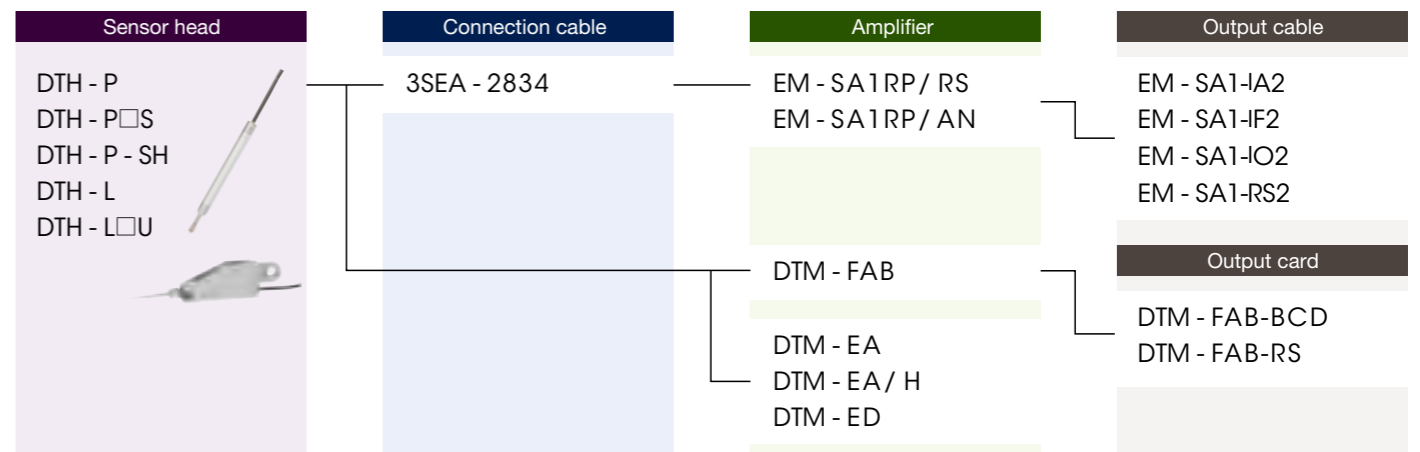 Sensor head
DTH - P
DTH - P□S
DTH - P - SH
DTH - L
DTH - L□U
Connection cable
3SEA - 2834
Amplifier
EM - SA1RP / RS
EM - SA1RP / AN
DTM - FAB
DTM - EA
DTM - EA / H
DTM - ED
Output cable
EM - SA1-IA2
EM - SA1-IF2
EM - SA1-IO2
EM - SA1-RS2
Output card
DTM - FAB-BCD
DTM - FAB-RS